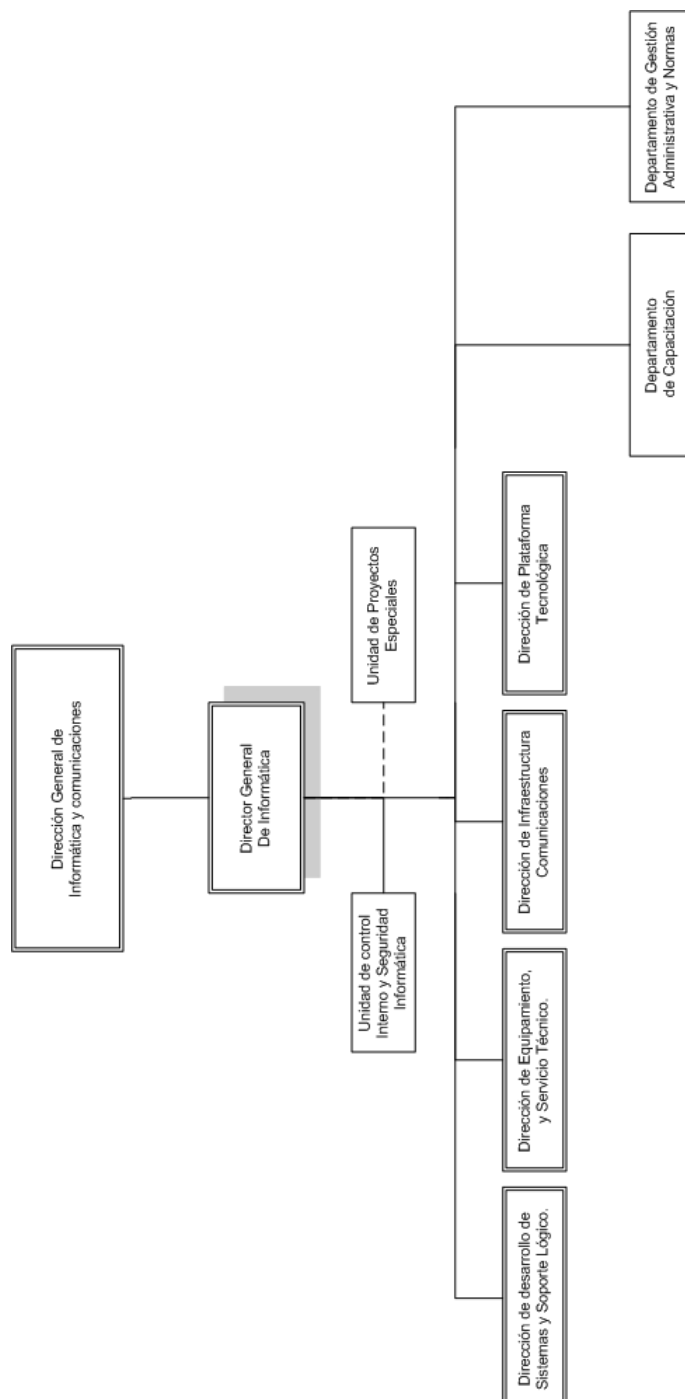 Dirección General de
Informática y comunicaciones
Director General
De Informática
Unidad de control
Interno y Seguridad
Informática
Unidad de Proyectos
Especiales
Dirección de desarrollo de
Sistemas y Soporte Lógico.
Dirección de Equipamiento,
y Servicio Técnico.
Dirección de Infraestructura
Comunicaciones
Dirección de Plataforma
Tecnológica
Departamento
de Capacitación
Departamento de Gestión
Administrativa y Normas